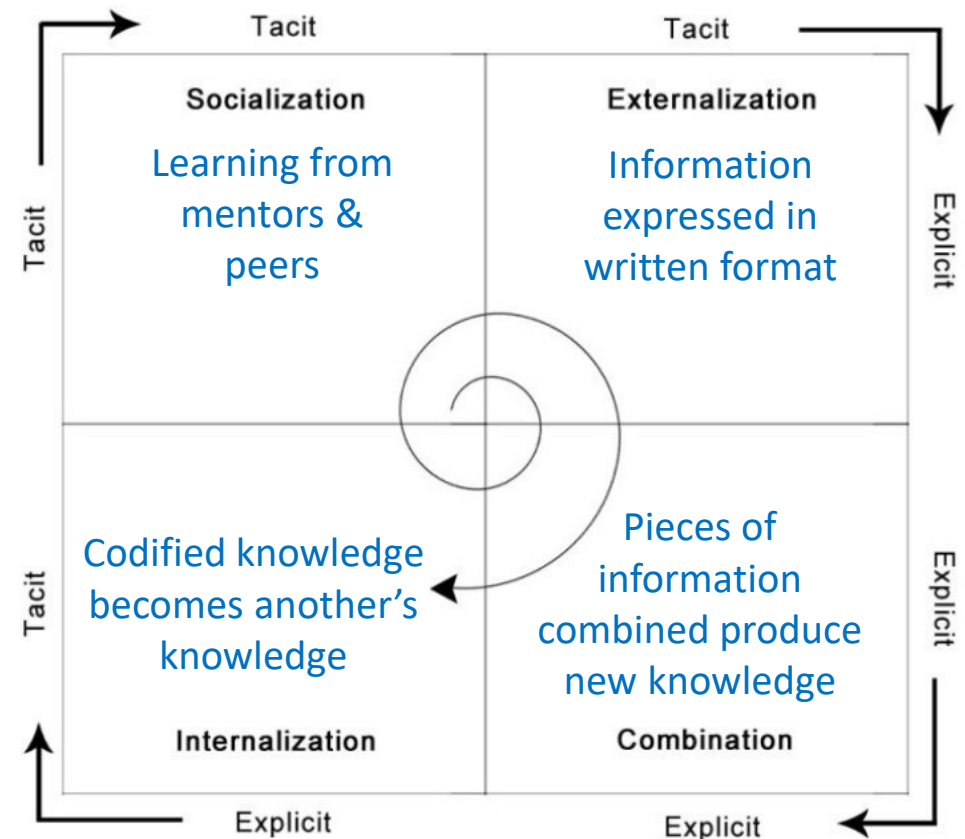 Tacit
Tacit
Socialization
Externalization
Learning from
mentors &
peers
Information
expressed in
written format
Tacit
Explicit
Codified knowledge
becomes another’s
knowledge
Pieces of
information
combined produce
new knowledge
Tacit
Explicit
Internalization
Combination
Explicit
Explicit